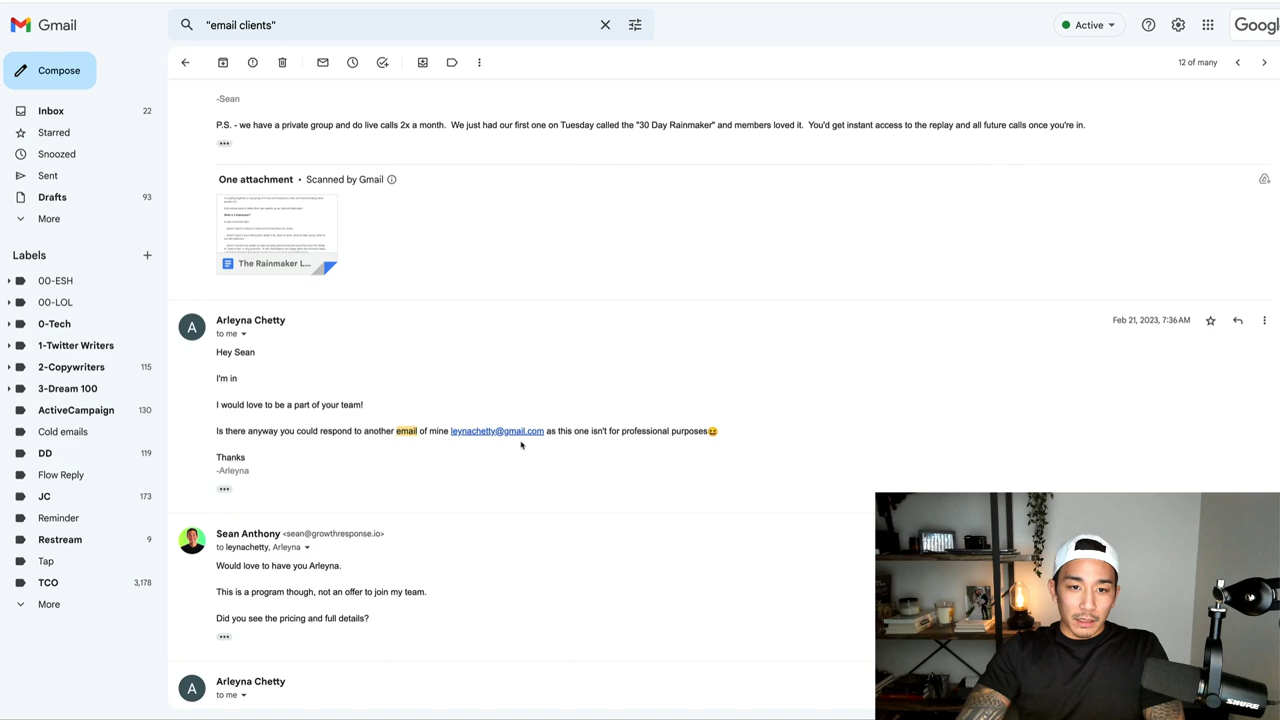 Gmail
"email clients"
Active
Googl
Compose
12 of many
Inbox 22
Starred
Snoozed
Sent
Drafts 93
More
Labels
00-ESH
00-LOL
0-Tech
1-Twitter Writers
2-Copywriters 115
3-Dream 100
ActiveCampaign 130
Cold emails
DD 119
Flow Reply
JC 173
Reminder
Restream 9
Tap
TCO 3,178
More
-Sean
P.S. - we have a private group and do live calls 2x a month. We just had our first one on Tuesday called the "30 Day Rainmaker" and members loved it. You'd get instant access to the replay and all future calls once you're in.
One attachment • Scanned by Gmail
The Rainmaker L...
Arleyna Chetty
Feb 21, 2023, 7:36 AM
to me
Hey Sean
I'm in
I would love to be a part of your team!
Is there anyway you could respond to another email of mine leynachetty@gmail.com as this one isn't for professional purposes😆
Thanks
-Arleyna
Sean Anthony <sean@growthresponse.io>
to leynachetty, Arleyna
Would love to have you Arleyna.
This is a program though, not an offer to join my team.
Did you see the pricing and full details?
Arleyna Chetty
to me
SHURE